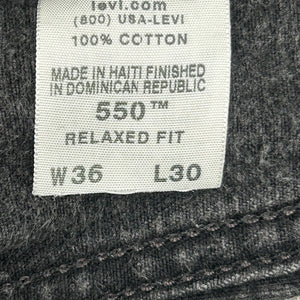 levi.com
(800) USA-LEVI
100% COTTON
MADE IN HAITI FINISHED
IN DOMINICAN REPUBLIC
550™
RELAXED FIT
W36 L30